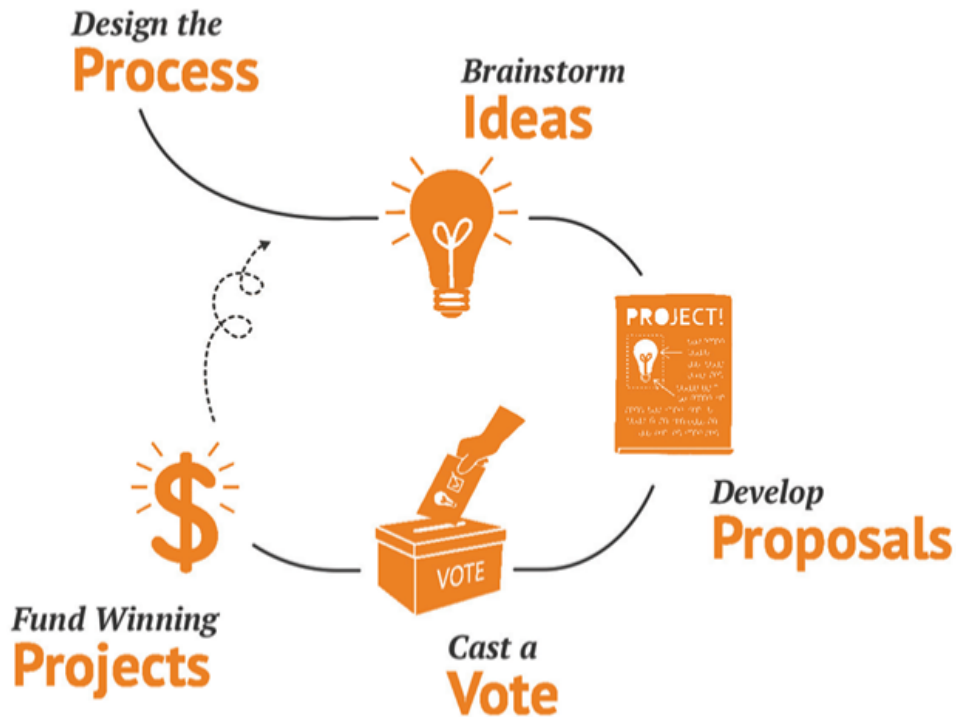 Design the
Process
Brainstorm
Ideas
PROJECT!
Develop
Proposals
VOTE
Cast a
Vote
Fund Winning
Projects